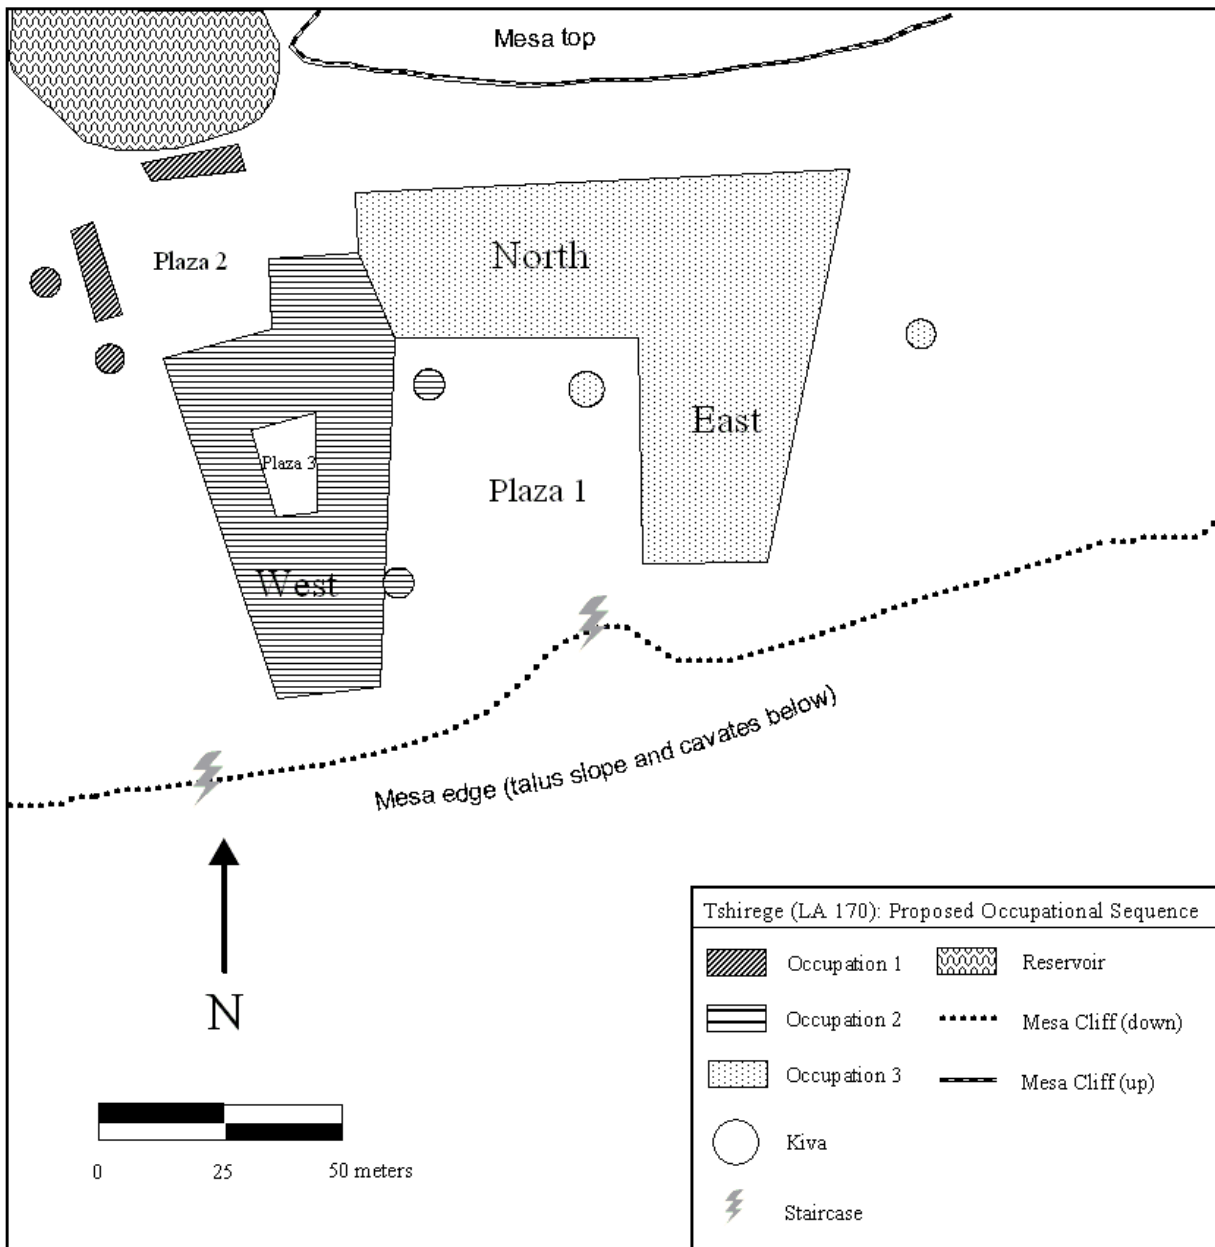 Mesa top
Plaza 2
North
East
Plaza 3
Plaza 1
West
Mesa edge (talus slope and cavates below)
N
0 25 50 meters
Tshirege (LA 170): Proposed Occupational Sequence
Occupation 1
Reservoir
Occupation 2
Mesa Cliff (down)
Occupation 3
Mesa Cliff (up)
Kiva
Staircase